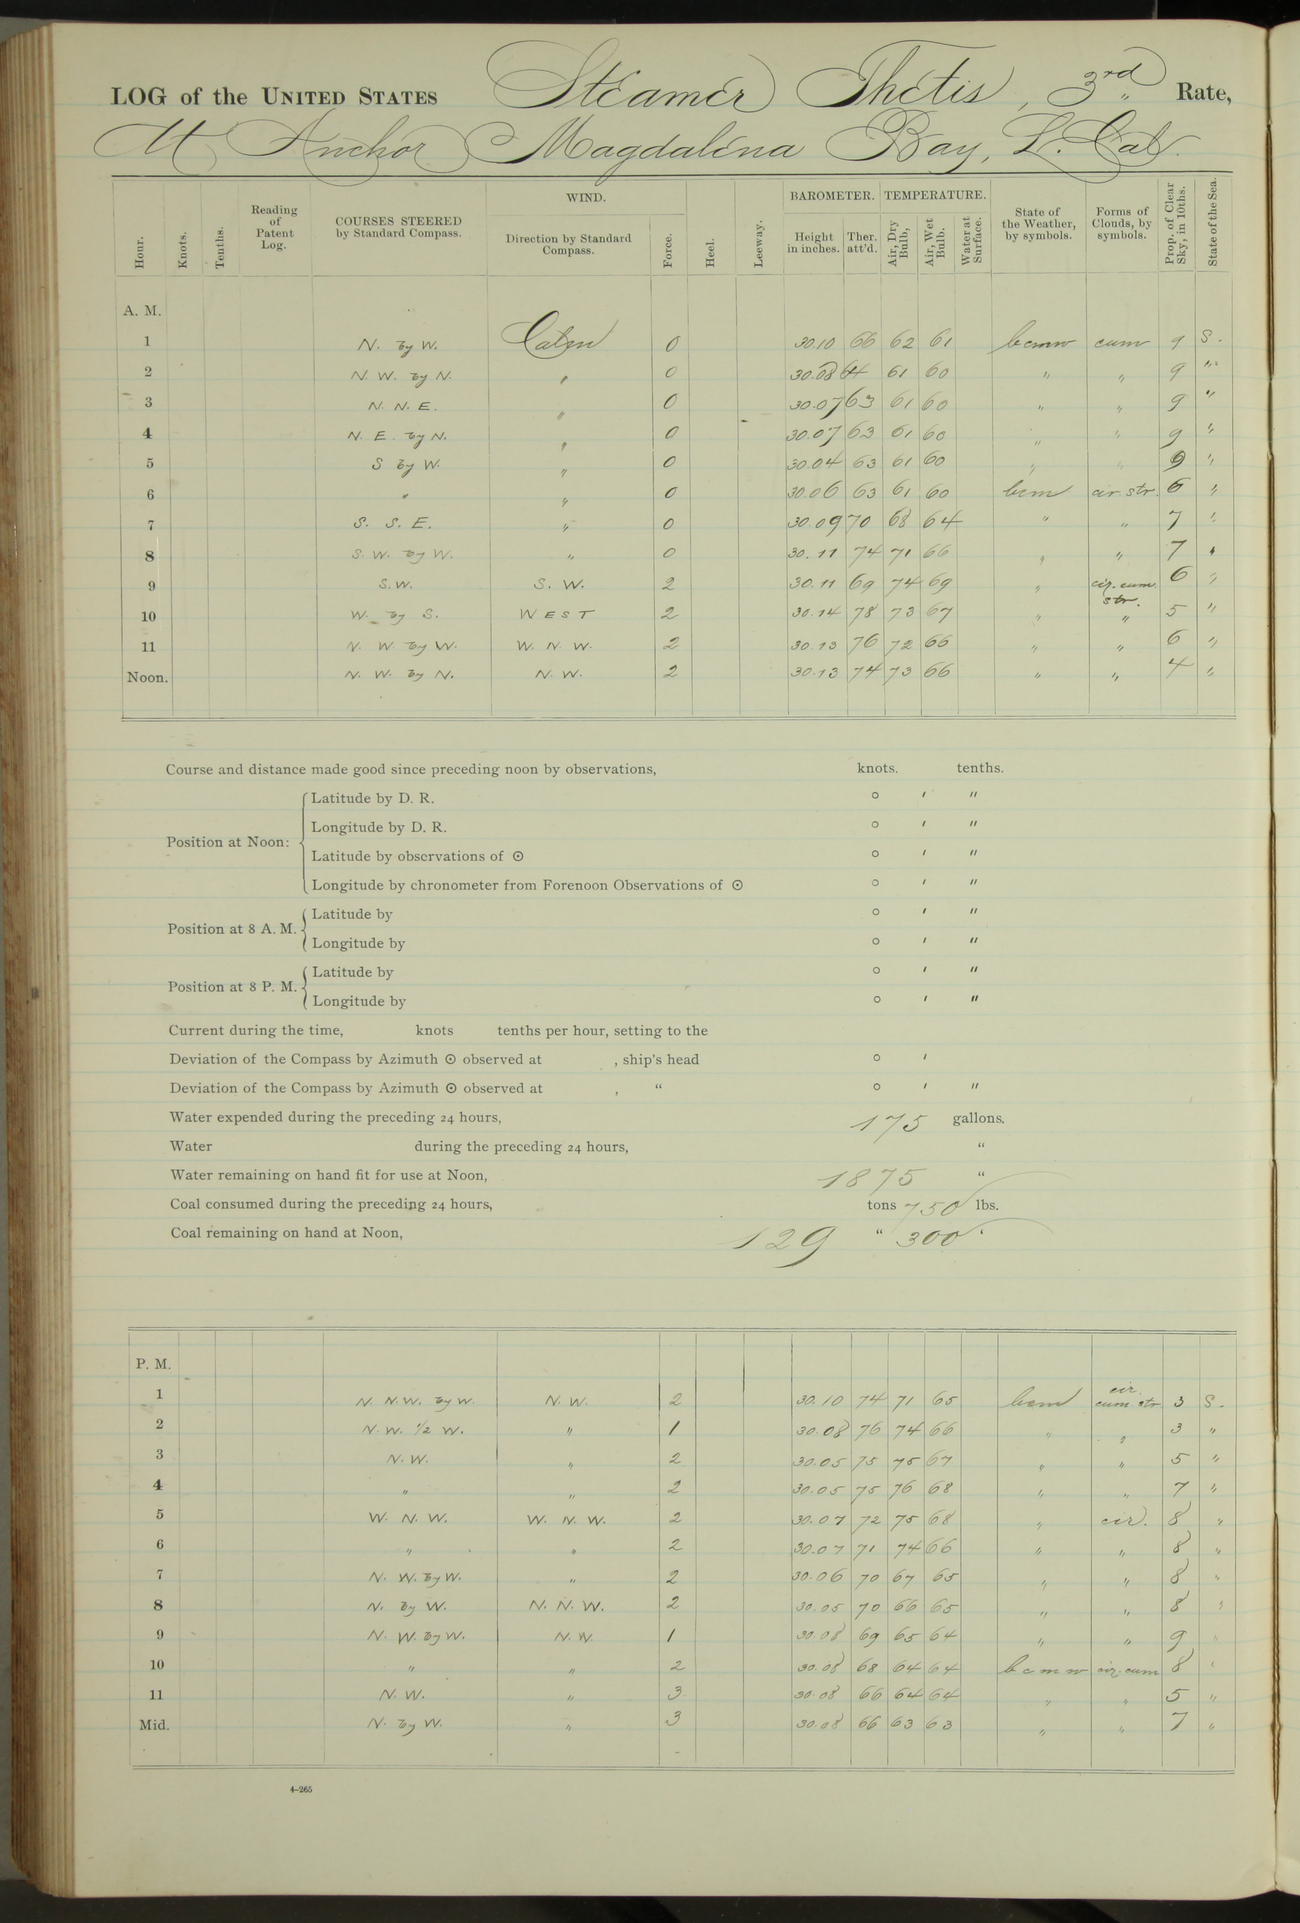 LOG of the UNITED STATES Steamer Thetis, 3rd Rate,
At Anchor Magdalena Bay, L. Cal.
Hour. Knots. Tenths. Reading of Patent Log. COURSES STEERED by Standard Compass. WIND. Direction by Standard Compass. Force. Heel. Leeway. BAROMETER. Height in inches. Ther. att'd. TEMPERATURE. Air, Dry Bulb, Air, Wet Bulb. Water at Surface. State of the Weather, by symbols. Forms of Clouds, by symbols. Prop. of Clear Sky, in 10ths. State of the Sea.
A. M.
1 N. by W. Calm 0 30.10 66 62 61 bcmw cum 9 S.
2 N. W. by N. " 0 30.08 64 61 60 " " 9 "
3 N. N. E. " 0 30.07 63 61 60 " " 9 "
4 N. E. by N. " 0 30.07 63 61 60 " " 9 "
5 S by W. " 0 30.04 63 61 60 " " 9 "
6 " " 0 30.06 63 61 60 bcm cir. str. 6 "
7 S. S. E. " 0 30.09 70 68 64 " " 7 "
8 S. W. by W. " 0 30.11 74 71 66 " " 7 "
9 S. W. S. W. 2 30.11 69 74 69 " cir. cum. str. 6 "
10 W. by S. WEST 2 30.14 78 73 67 " " 5 "
11 N. W by W. W. N. W. 2 30.13 76 72 66 " " 6 "
Noon. N. W. by N. N. W. 2 30.13 74 73 66 " " 4 "
Course and distance made good since preceding noon by observations, knots. tenths.
Position at Noon: Latitude by D. R. ° ′ ″
Longitude by D. R. ° ′ ″
Latitude by observations of ⊙ ° ′ ″
Longitude by chronometer from Forenoon Observations of ⊙ ° ′ ″
Position at 8 A. M. Latitude by ° ′ ″
Longitude by ° ′ ″
Position at 8 P. M. Latitude by ° ′ ″
Longitude by ° ′ ″
Current during the time, knots tenths per hour, setting to the
Deviation of the Compass by Azimuth ⊙ observed at , ship's head ° ′
Deviation of the Compass by Azimuth ⊙ observed at , " ° ′ ″
Water expended during the preceding 24 hours, 175 gallons.
Water during the preceding 24 hours, "
Water remaining on hand fit for use at Noon, 1875 "
Coal consumed during the preceding 24 hours, tons 750 lbs.
Coal remaining on hand at Noon, 129 " 300 "
P. M.
1 N. N.W. by W. N. W. 2 30.10 74 71 65 bcm cir. cum str 3 S.
2 N. W. 1/2 W. " 1 30.08 76 74 66 " " 3 "
3 N. W. " 2 30.05 75 75 67 " " 5 "
4 " " 2 30.05 75 76 68 " " 7 "
5 W. N. W. W. N. W. 2 30.07 72 75 68 " cir. 8 "
6 " " 2 30.07 71 74 66 " " 8 "
7 N. W. by W. " 2 30.06 70 67 65 " " 8 "
8 N. by W. N. N. W. 2 30.05 70 66 65 " " 8 "
9 N. W. by W. N. W. 1 30.08 69 65 64 " " 9 "
10 " " 2 30.08 68 64 64 bcmw cir. cum 8 "
11 N. W. " 3 30.08 66 64 64 " " 5 "
Mid. N. by W. " 3 30.08 66 63 63 " " 7 "
4–265